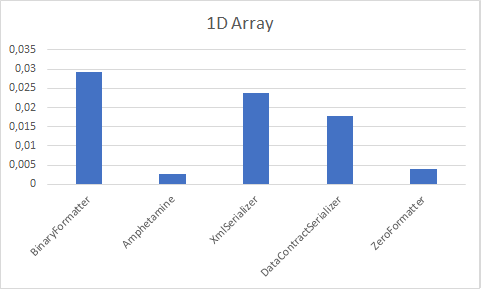 1D Array
0,035
0,03
0,025
0,02
0,015
0,01
0,005
0
BinaryFormatter
Amphetamine
XmlSerializer
DataContractSerializer
ZeroFormatter